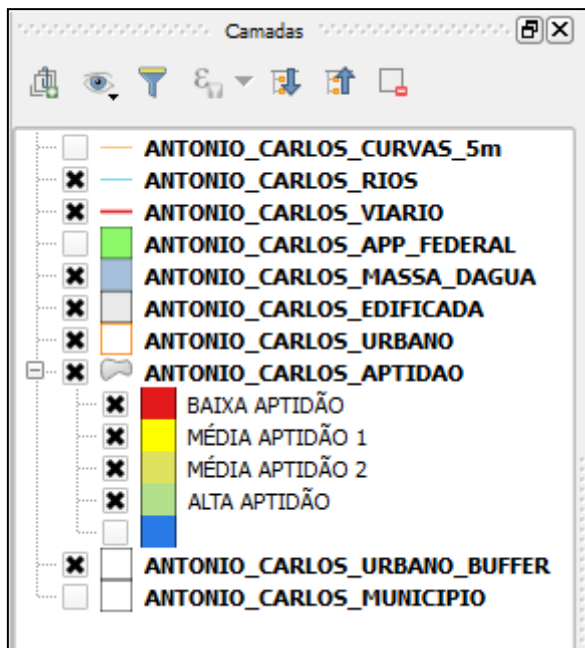 Camadas
ANTONIO_CARLOS_CURVAS_5m
ANTONIO_CARLOS_RIOS
ANTONIO_CARLOS_VIARIO
ANTONIO_CARLOS_APP_FEDERAL
ANTONIO_CARLOS_MASSA_DAGUA
ANTONIO_CARLOS_EDIFICADA
ANTONIO_CARLOS_URBANO
ANTONIO_CARLOS_APTIDAO
BAIXA APTIDÃO
MÉDIA APTIDÃO 1
MÉDIA APTIDÃO 2
ALTA APTIDÃO
ANTONIO_CARLOS_URBANO_BUFFER
ANTONIO_CARLOS_MUNICIPIO